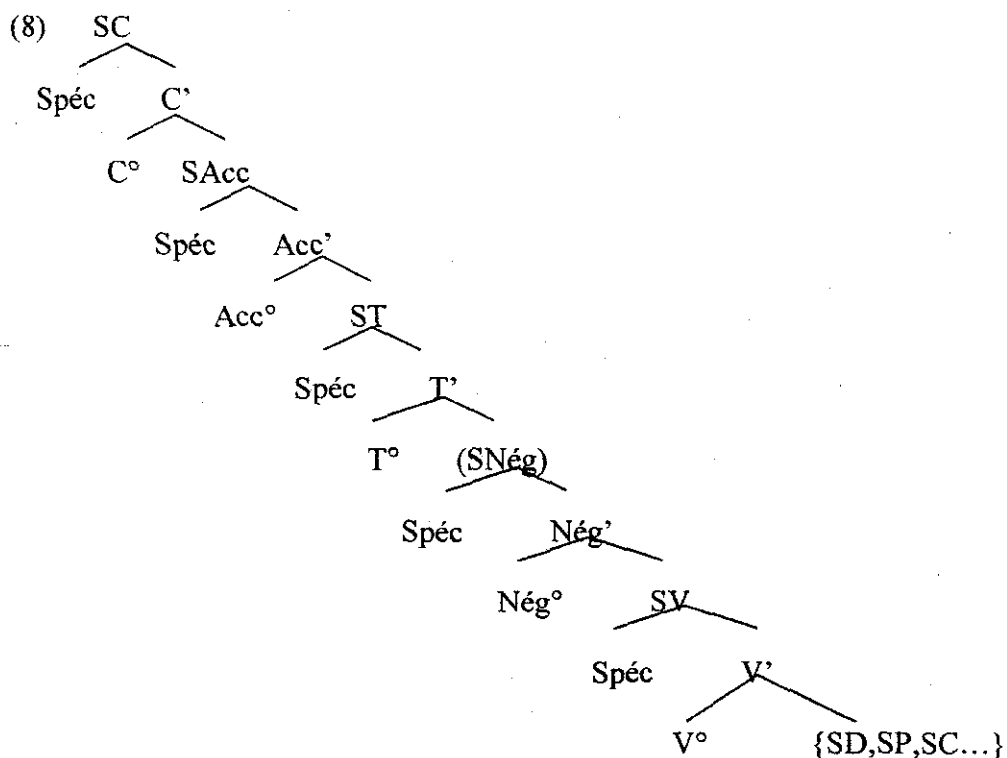 (8) SC
Spéc C’
C° SAcc
Spéc Acc’
Acc° ST
Spéc T’
T° (SNég)
Spéc Nég’
Nég° SV
Spéc V’
V° {SD,SP,SC…}